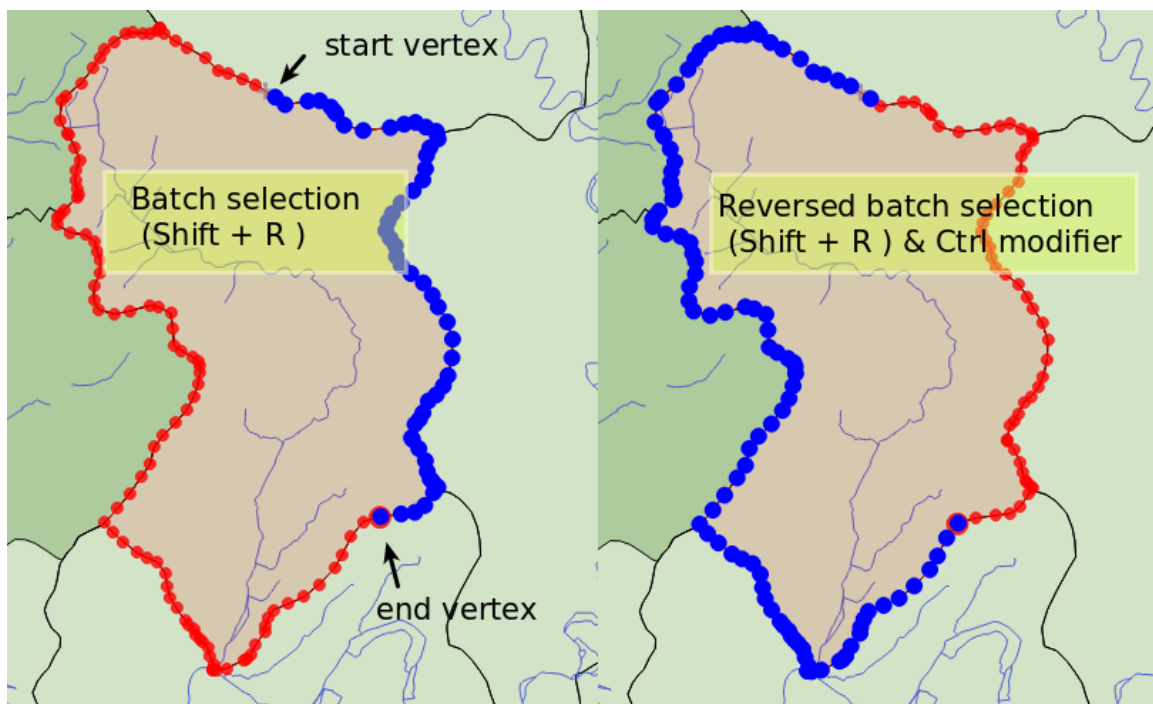 start vertex
Batch selection
(Shift + R )
end vertex
Reversed batch selection
(Shift + R ) & Ctrl modifier